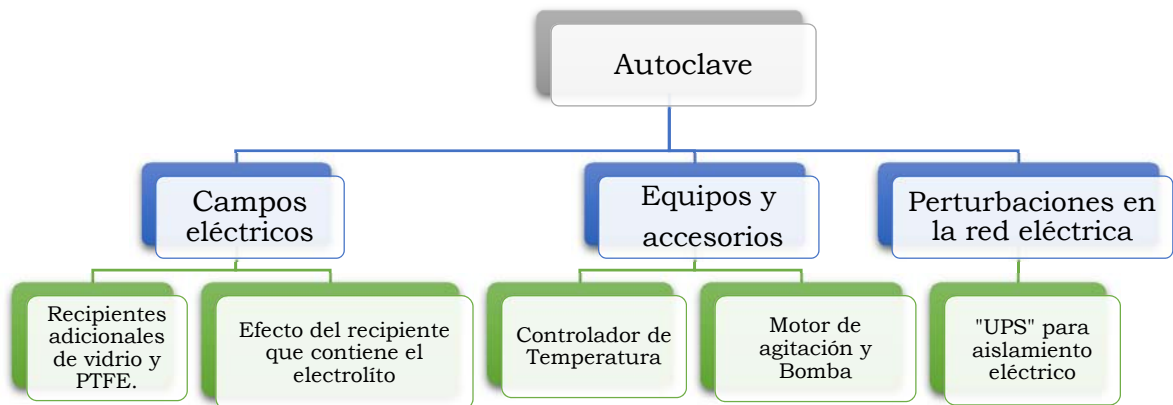 Autoclave
Campos
eléctricos
Equipos y
accesorios
Perturbaciones en
la red eléctrica
Recipientes
adicionales
de vidrio y
PTFE.
Efecto del recipiente
que contiene el
electrolíto
Controlador de
Temperatura
Motor de
agitación y
Bomba
"UPS" para
aislamiento
eléctrico